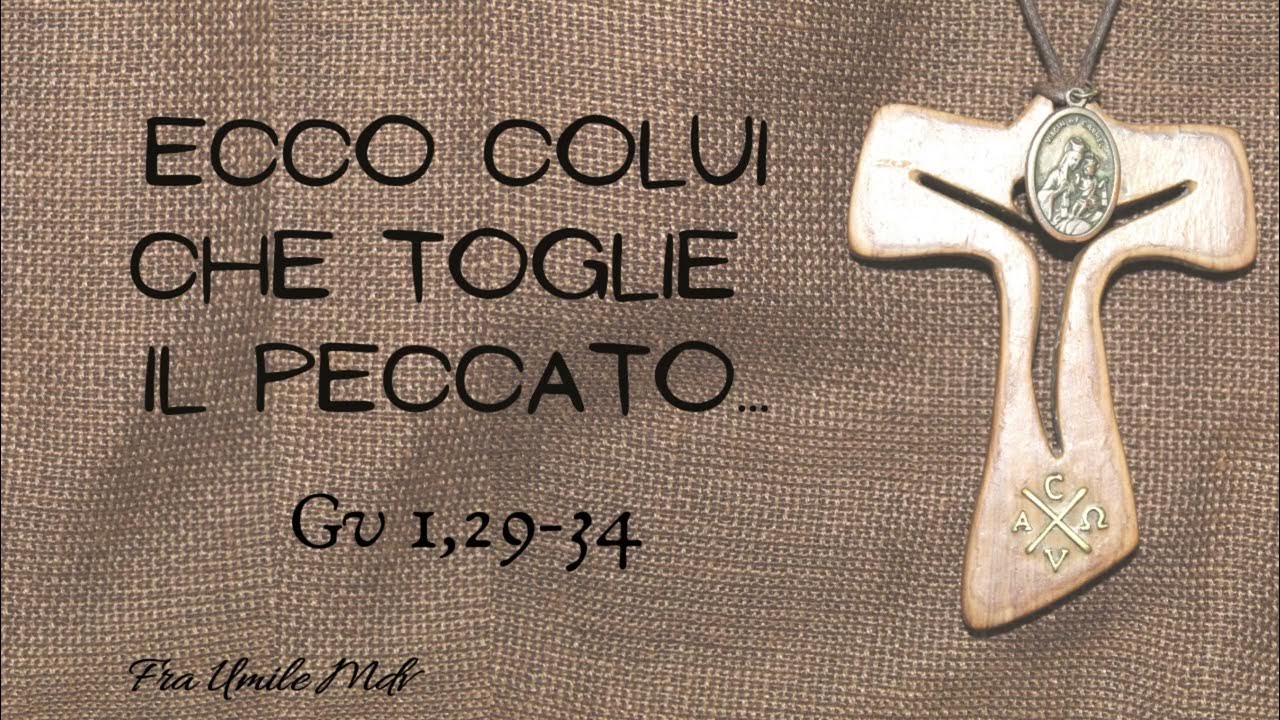 ECCO COLUI
CHE TOGLIE
IL PECCATO...
Gv 1,29-34
Fra Umile Mdv
C
A Ω
V